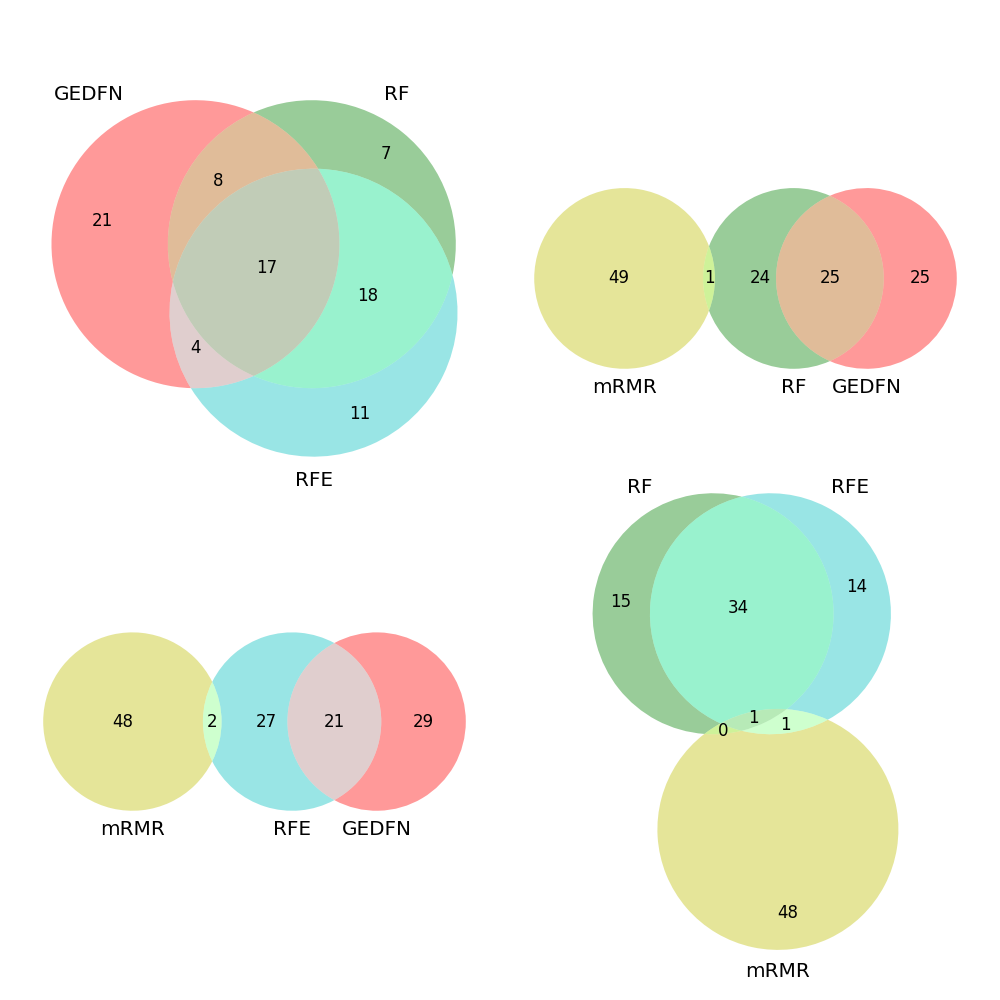 GEDFN RF
7
8
21
17
18
4
11
RFE
49 1 24 25 25
mRMR RF GEDFN
48 2 27 21 29
mRMR RFE GEDFN
RF RFE
14
15 34
1
0 1
48
mRMR